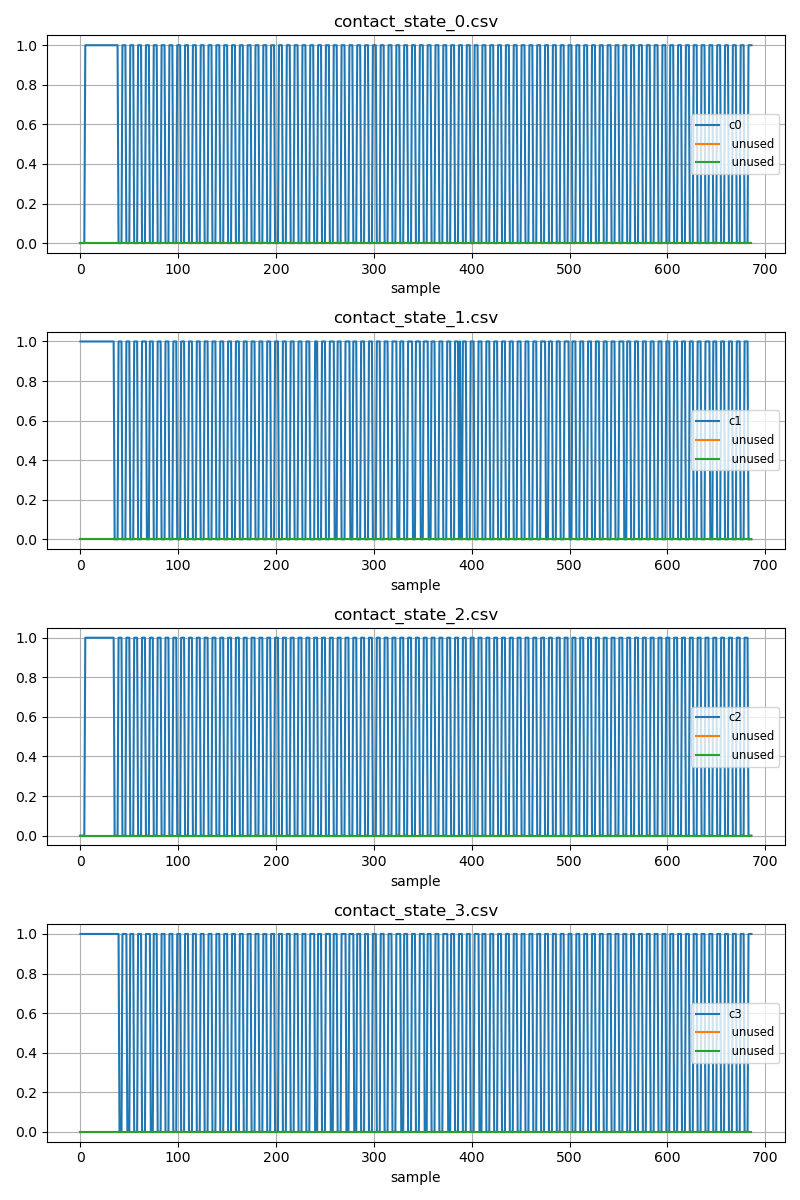 contact_state_0.csv
1.0
0.8
0.6
0.4
0.2
0.0
c0
unused
unused
0 100 200 300 400 500 600 700
sample
contact_state_1.csv
1.0
0.8
0.6
0.4
0.2
0.0
c1
unused
unused
0 100 200 300 400 500 600 700
sample
contact_state_2.csv
1.0
0.8
0.6
0.4
0.2
0.0
c2
unused
unused
0 100 200 300 400 500 600 700
sample
contact_state_3.csv
1.0
0.8
0.6
0.4
0.2
0.0
c3
unused
unused
0 100 200 300 400 500 600 700
sample